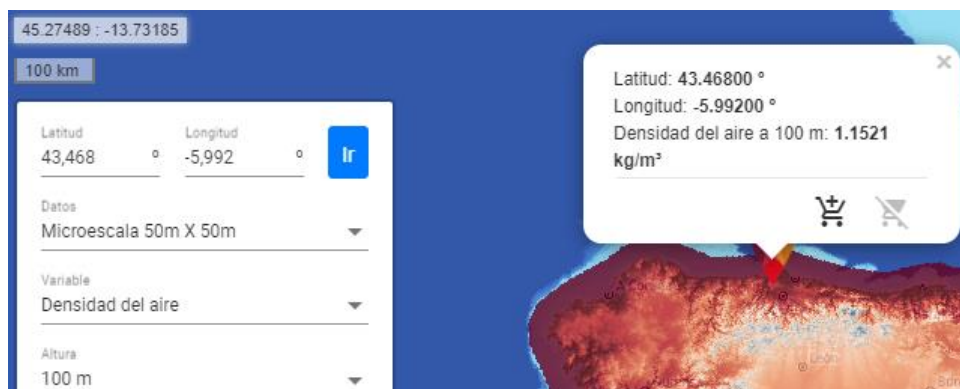 45.27489 : -13.73185
100 km
Latitud
43,468 º
Longitud
-5,992 º
Ir
Datos
Microescala 50m X 50m
Variable
Densidad del aire
Altura
100 m
×
Latitud: 43.46800 º
Longitud: -5.99200 º
Densidad del aire a 100 m: 1.1521
kg/m³
León